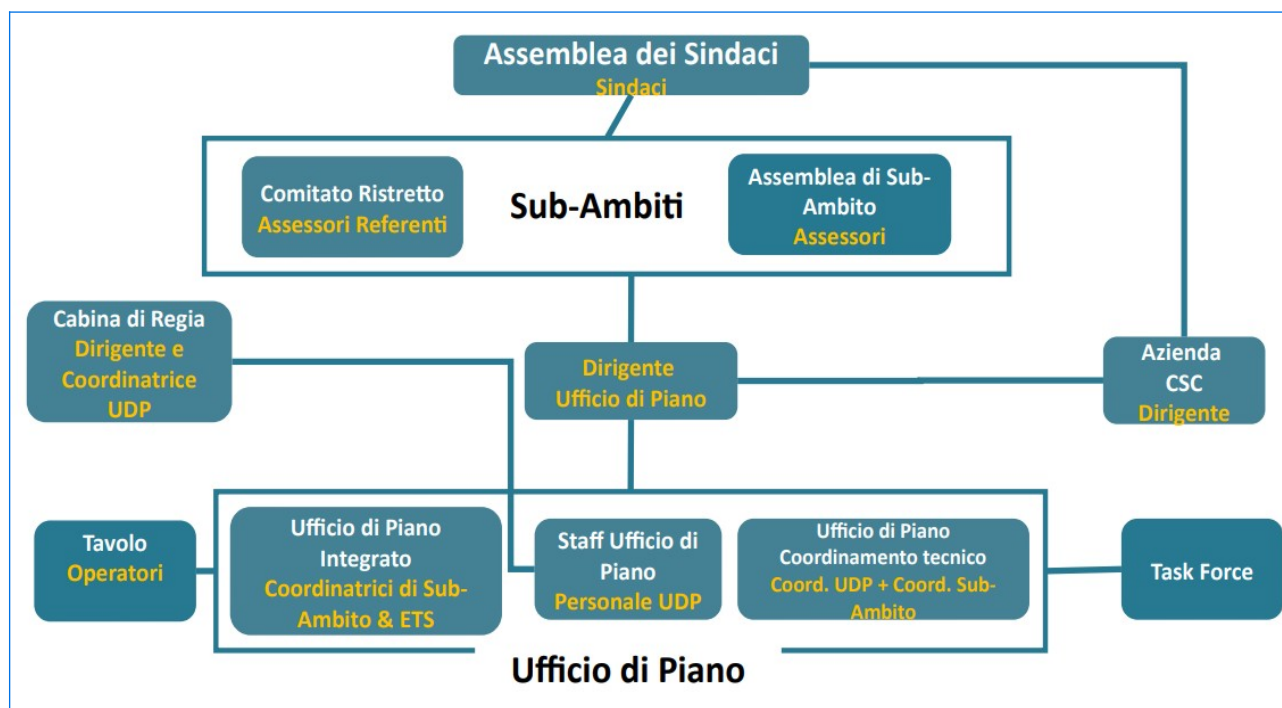 Assemblea dei Sindaci
Sindaci
Comitato Ristretto
Assessori Referenti
Sub-Ambiti
Assemblea di Sub-
Ambito
Assessori
Cabina di Regia
Dirigente e
Coordinatrice
UDP
Dirigente
Ufficio di Piano
Azienda
CSC
Dirigente
Tavolo
Operatori
Ufficio di Piano
Integrato
Coordinatrici di Sub-
Ambito & ETS
Staff Ufficio di
Piano
Personale UDP
Ufficio di Piano
Coordinamento tecnico
Coord. UDP + Coord. Sub-
Ambito
Task Force
Ufficio di Piano